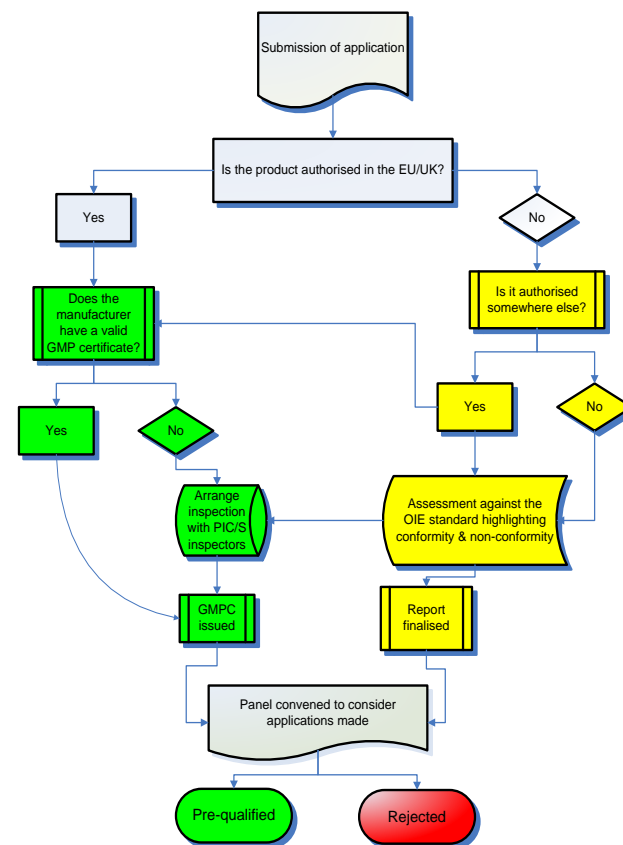 Submission of application
Is the product authorised in the EU/UK?
Yes
No
Does the
manufacturer
have a valid
GMP certificate?
Is it authorised
somewhere else?
Yes
No
Yes
No
Arrange
inspection
with PIC/S
inspectors
Assessment against the
OIE standard highlighting
conformity & non-conformity
GMPC
issued
Report
finalised
Panel convened to consider
applications made
Pre-qualified
Rejected